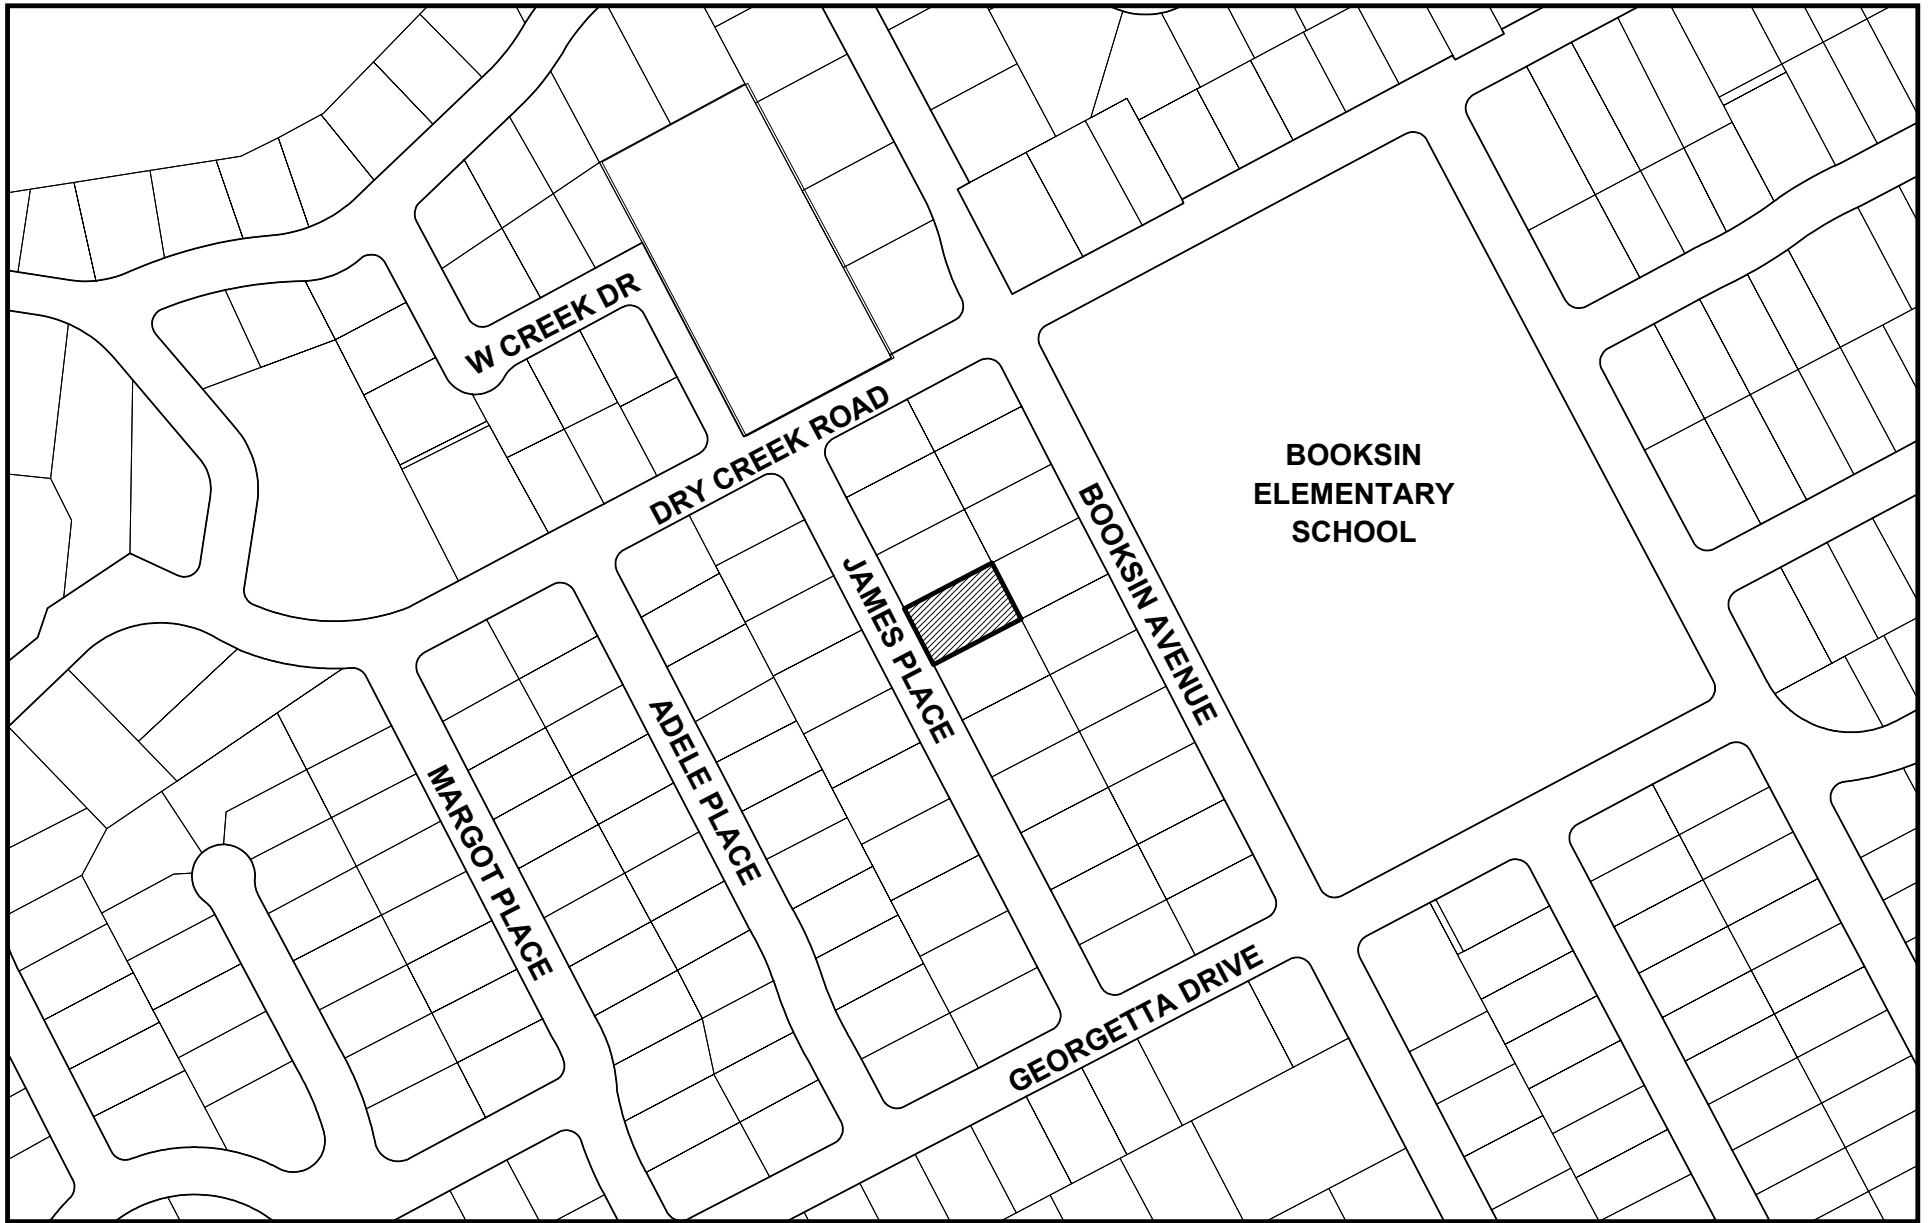 W CREEK DR
DRY CREEK ROAD
BOOKSIN
ELEMENTARY
SCHOOL
BOOKSIN AVENUE
JAMES PLACE
ADELE PLACE
MARGOT PLACE
GEORGETTA DRIVE